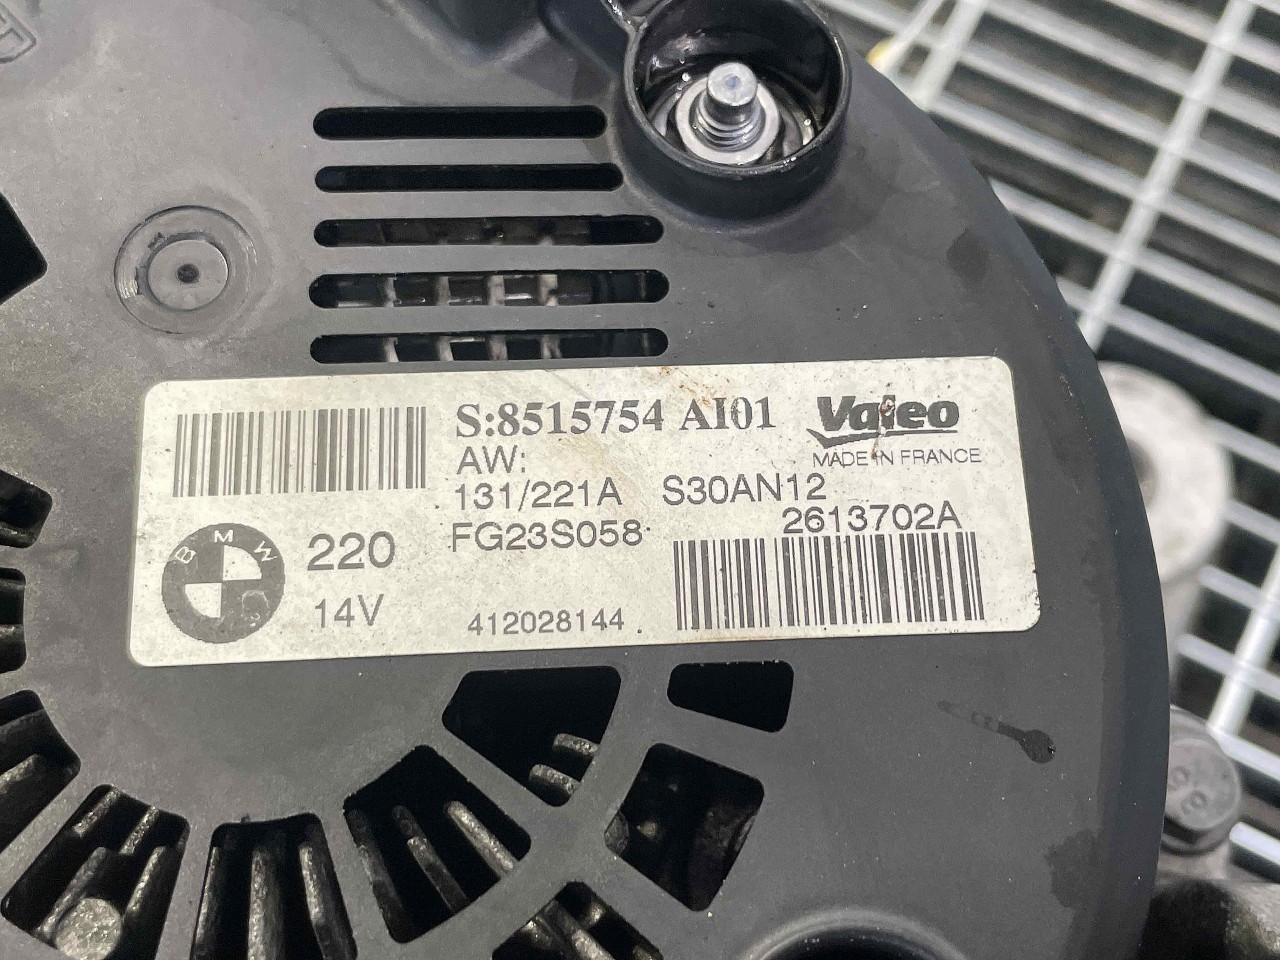 S:8515754 AI01
Valeo
MADE IN FRANCE
AW:
131/221A S30AN12
FG23S058 2613702A
BMW
220
14V
412028144